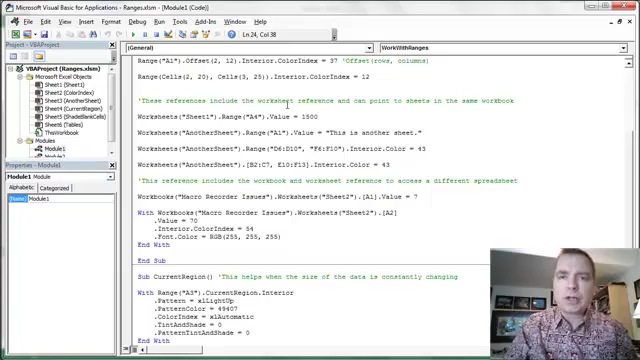 Microsoft Visual Basic for Applications - Ranges.xlsm - [Module1 (Code)]
File Edit View Insert Format Debug Run Tools Add-Ins Window Help
Ln 24, Col 38
Project - VBAProject
(General)
WorkWithRanges
VBAProject (Ranges.xlsm)
Microsoft Excel Objects
Sheet1 (Sheet1)
Sheet2 (Sheet2)
Sheet3 (AnotherSheet)
Sheet4 (CurrentRegion)
Sheet5 (ShadeBlankCells)
Sheet6 (Tables)
ThisWorkbook
Modules
Module1
Properties - Module1
Module1 Module
Alphabetic Categorized
(Name) Module1
Range("A1").Offset(2, 12).Interior.ColorIndex = 37 'Offset(rows, columns)
Range(Cells(2, 20), Cells(3, 25)).Interior.ColorIndex = 12
'These references include the worksheet reference and can point to sheets in the same workbook
Worksheets("Sheet1").Range("A4").Value = 1500
Worksheets("AnotherSheet").Range("A1").Value = "This is another sheet."
Worksheets("AnotherSheet").Range("D6:D10", "F6:F10").Interior.Color = 43
Worksheets("AnotherSheet").[B2:C7, E10:F13].Interior.Color = 43
'This reference includes the workbook and worksheet reference to access a different spreadsheet
Workbooks("Macro Recorder Issues").Worksheets("Sheet2").[A1].Value = 7
With Workbooks("Macro Recorder Issues").Worksheets("Sheet2").[A2]
.Value = 70
.Interior.ColorIndex = 54
.Font.Color = RGB(255, 255, 255)
End With
End Sub
Sub CurrentRegion() 'This helps when the size of the data is constantly changing
With Range("A3").CurrentRegion.Interior
.Pattern = xlLightUp
.PatternColor = 49407
.ColorIndex = xlAutomatic
.TintAndShade = 0
.PatternTintAndShade = 0
End With